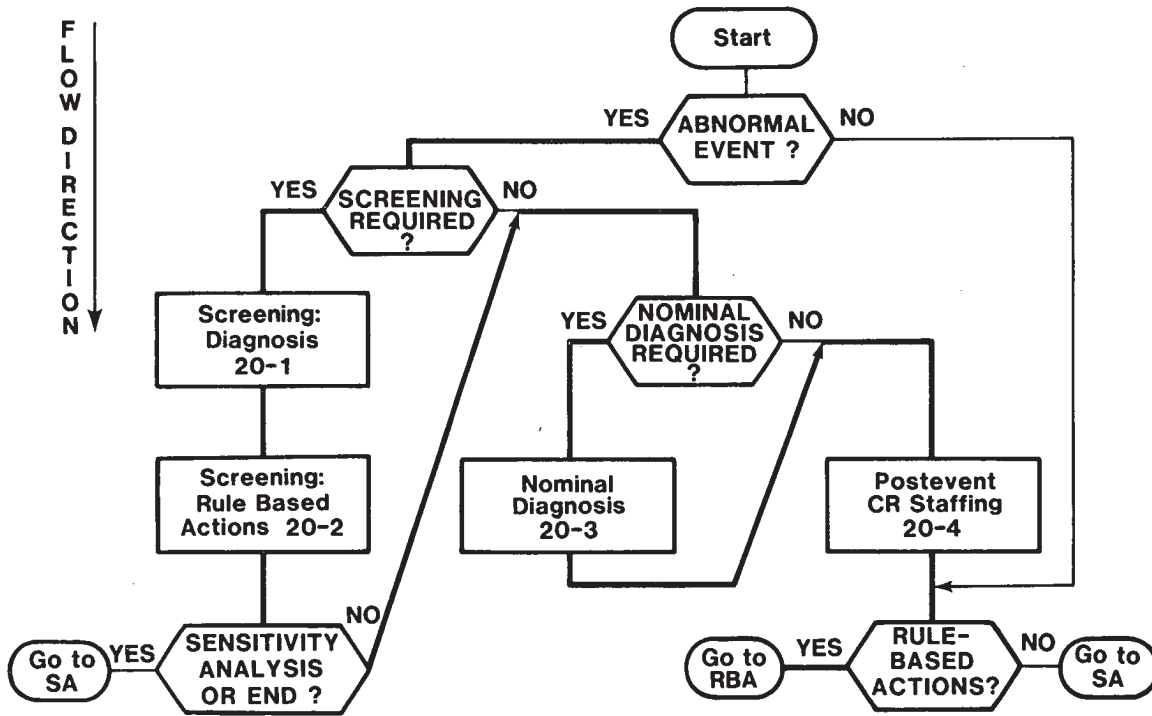 FLOW DIRECTION
Start
YES
ABNORMAL
EVENT ?
NO
YES
SCREENING
REQUIRED
?
NO
Screening:
Diagnosis
20-1
YES
NOMINAL
DIAGNOSIS
REQUIRED
?
NO
Screening:
Rule Based
Actions 20-2
Nominal
Diagnosis
20-3
Postevent
CR Staffing
20-4
Go to
SA
YES
SENSITIVITY
ANALYSIS
OR END ?
NO
Go to
RBA
YES
RULE-
BASED
ACTIONS?
NO
Go to
SA